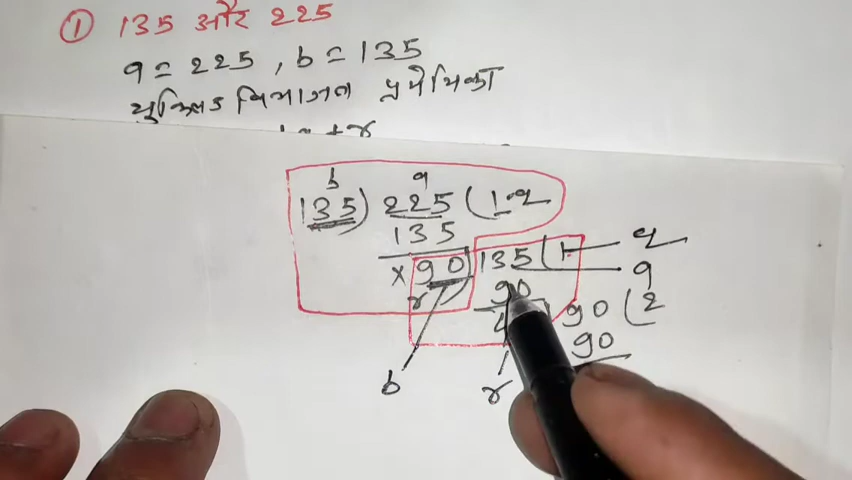 ① 135 और 225
a = 225 , b = 135
यूक्लिड विभाजन प्रमेयिका
b a
135) 225 (1-q
135
× 90) 135 (1 q
r 90 a
90 (2
90
b
r